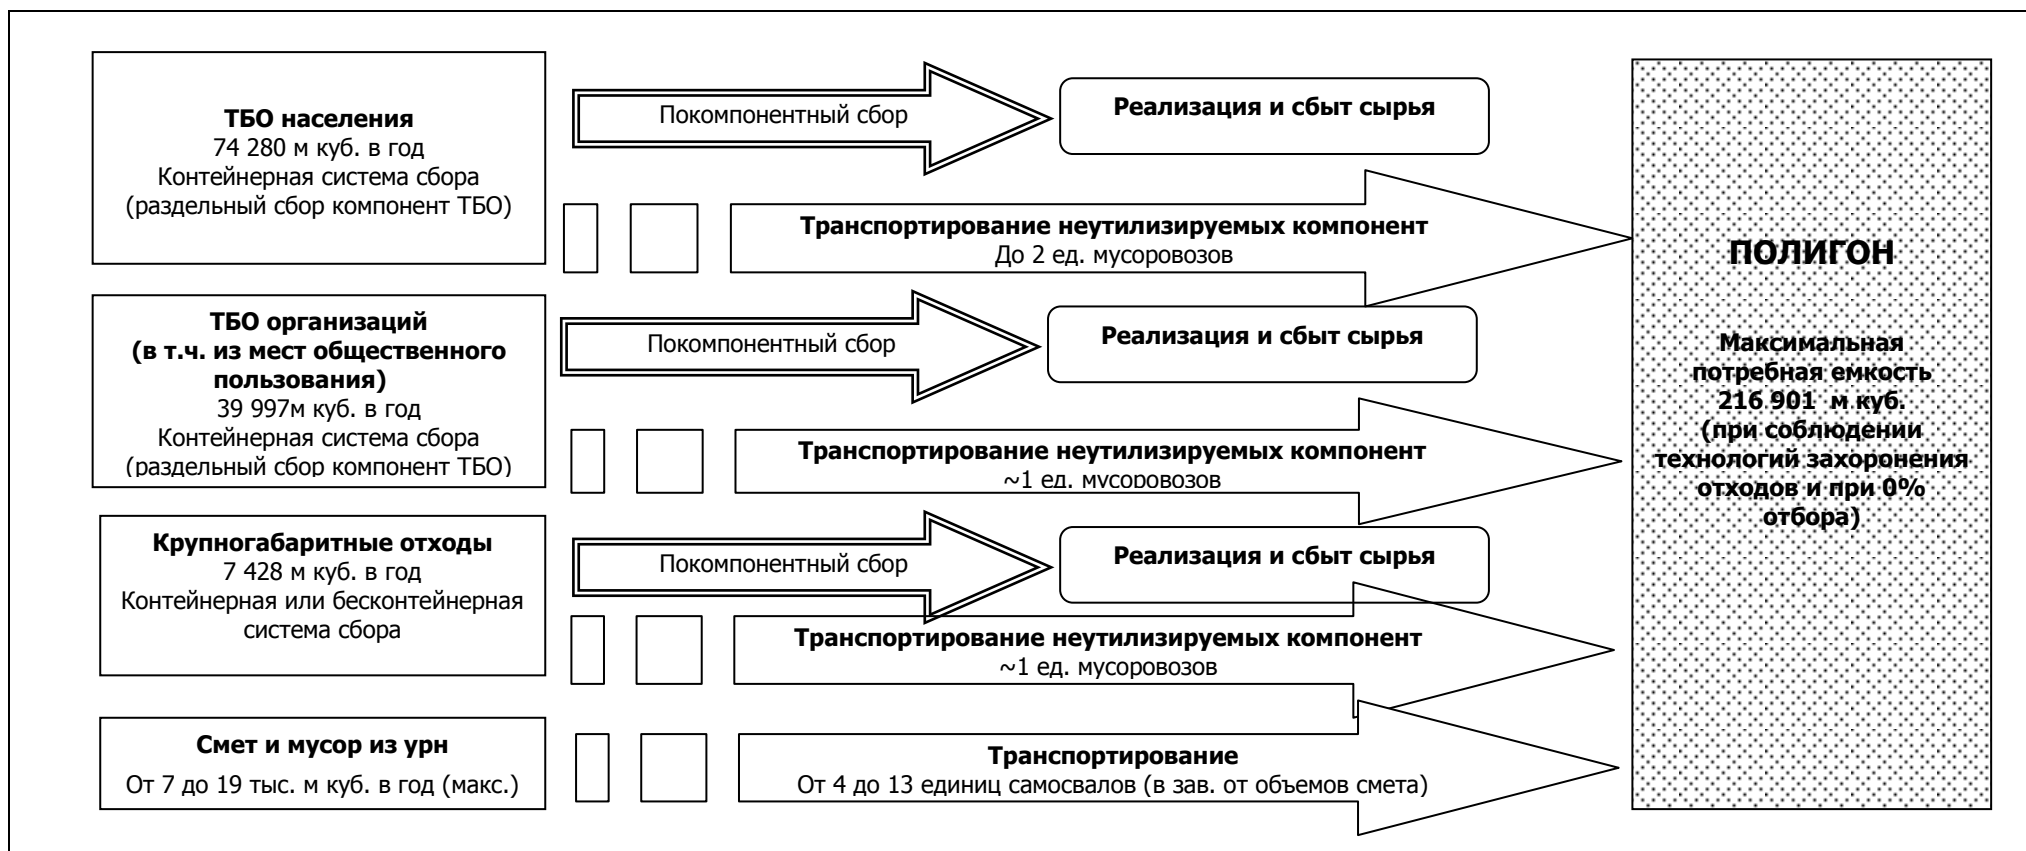 ТБО населения
74 280 м куб. в год
Контейнерная система сбора
(раздельный сбор компонент ТБО)
Покомпонентный сбор
Реализация и сбыт сырья
Транспортирование неутилизируемых компонент
До 2 ед. мусоровозов
ТБО организаций
(в т.ч. из мест общественного
пользования)
39 997м куб. в год
Контейнерная система сбора
(раздельный сбор компонент ТБО)
Покомпонентный сбор
Реализация и сбыт сырья
Транспортирование неутилизируемых компонент
~1 ед. мусоровозов
Крупногабаритные отходы
7 428 м куб. в год
Контейнерная или бесконтейнерная
система сбора
Покомпонентный сбор
Реализация и сбыт сырья
Транспортирование неутилизируемых компонент
~1 ед. мусоровозов
Смет и мусор из урн
От 7 до 19 тыс. м куб. в год (макс.)
Транспортирование
От 4 до 13 единиц самосвалов (в зав. от объемов смета)
ПОЛИГОН
Максимальная
потребная емкость
216 901 м куб.
(при соблюдении
технологий захоронения
отходов и при 0%
отбора)